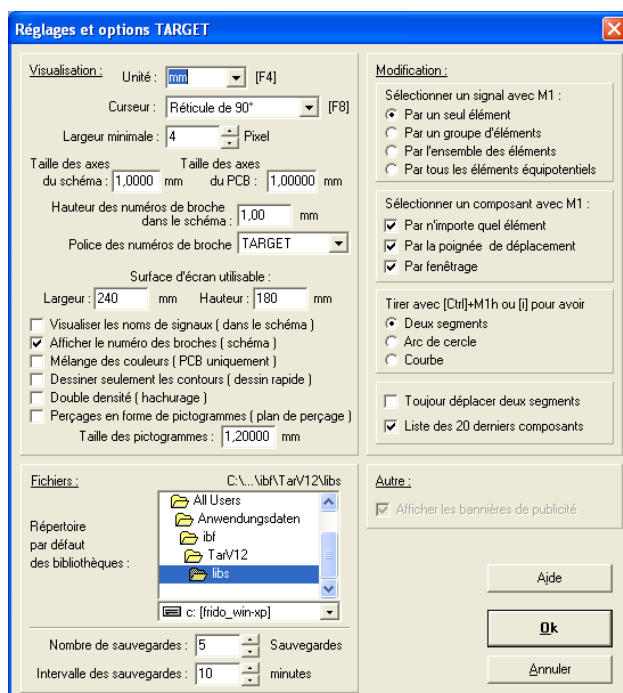 Réglages et options TARGET
Visualisation :
Unité : mm [F4]
Curseur : Réticule de 90° [F8]
Largeur minimale : 4 Pixel
Taille des axes Taille des axes
du schéma : 1,0000 mm du PCB : 1,00000 mm
Hauteur des numéros de broche
dans le schéma : 1,00 mm
Police des numéros de broche TARGET
Surface d'écran utilisable :
Largeur : 240 mm Hauteur : 180 mm
Visualiser les noms de signaux ( dans le schéma )
Afficher le numéro des broches ( schéma )
Mélange des couleurs ( PCB uniquement )
Dessiner seulement les contours ( dessin rapide )
Double densité ( hachurage )
Perçages en forme de pictogrammes ( plan de perçage )
Taille des pictogrammes : 1,20000 mm
Modification :
Sélectionner un signal avec M1 :
Par un seul élément
Par un groupe d'éléments
Par l'ensemble des éléments
Par tous les éléments équipotentiels
Sélectionner un composant avec M1 :
Par n'importe quel élément
Par la poignée de déplacement
Par fenêtrage
Tirer avec [Ctrl]+M1h ou [i] pour avoir
Deux segments
Arc de cercle
Courbe
Toujour déplacer deux segments
Liste des 20 derniers composants
Fichiers : C:\...\ibf\TarV12\libs
Répertoire
par défaut
des bibliothèques :
All Users
Anwendungsdaten
ibf
TarV12
libs
c: [frido_win-xp]
Nombre de sauvegardes : 5 Sauvegardes
Intervalle des sauvegardes : 10 minutes
Autre :
Afficher les bannières de publicité
Ajde
Ok
Annuler